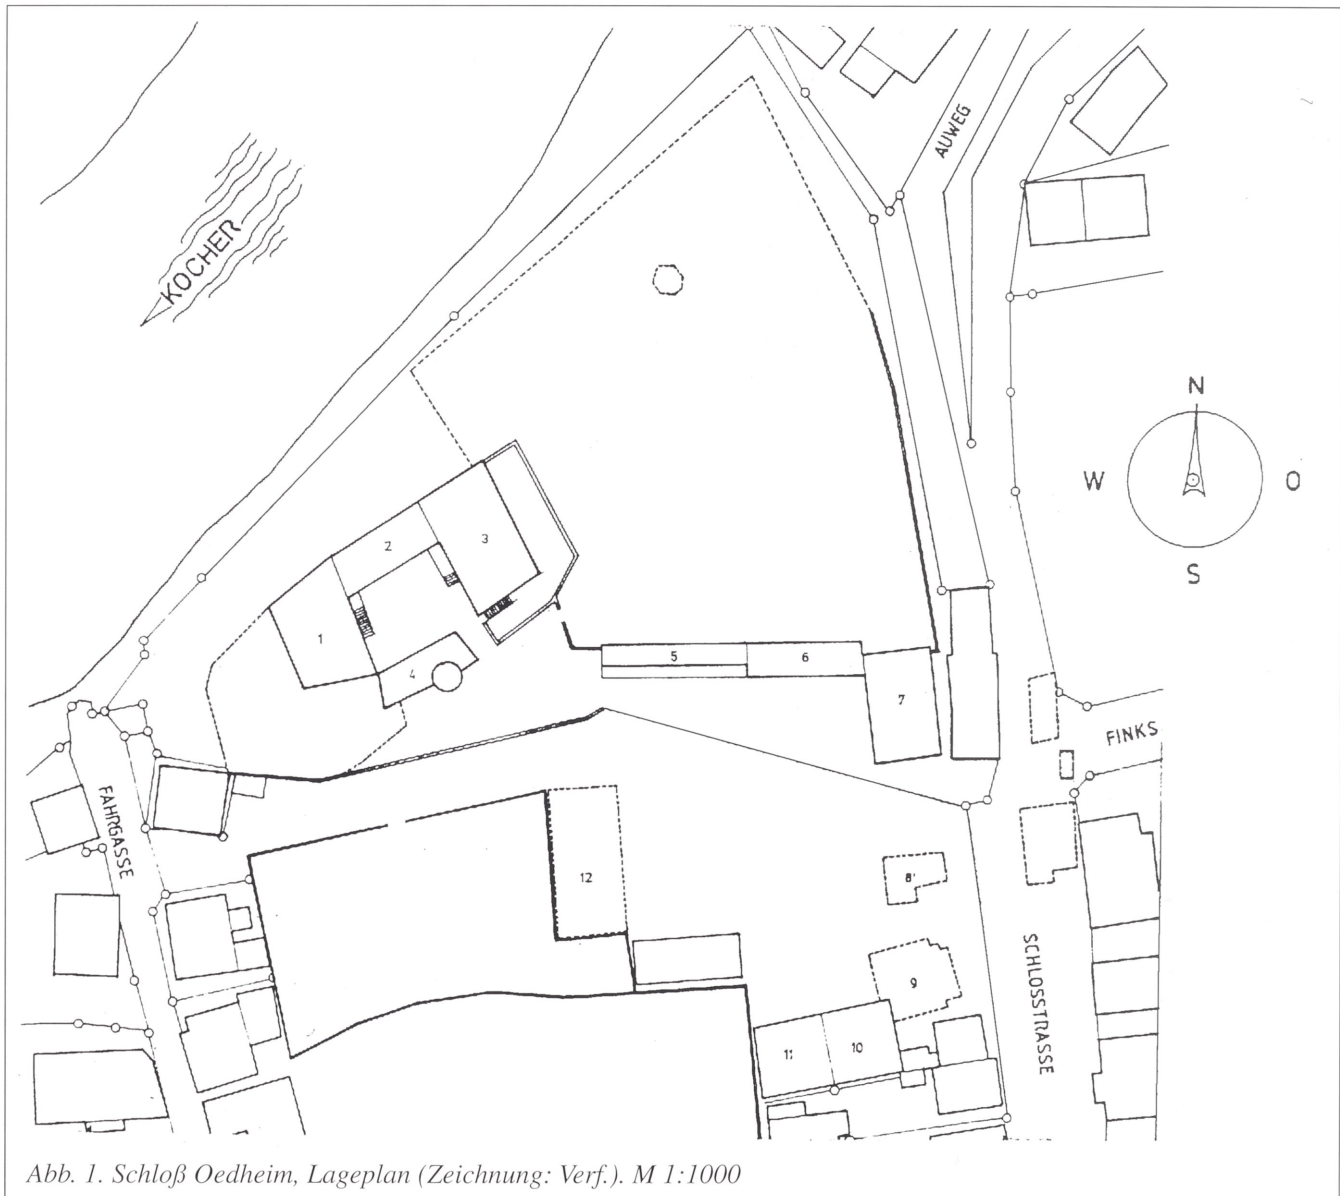 AUWEG
KOCHER
N
W
O
S
3
2
1
4
5
6
7
FINKS
FAHRGASSE
12
8
9
SCHLOSSTRASSE
11
10
Abb. 1. Schloß Oedheim, Lageplan (Zeichnung: Verf.). M 1:1000